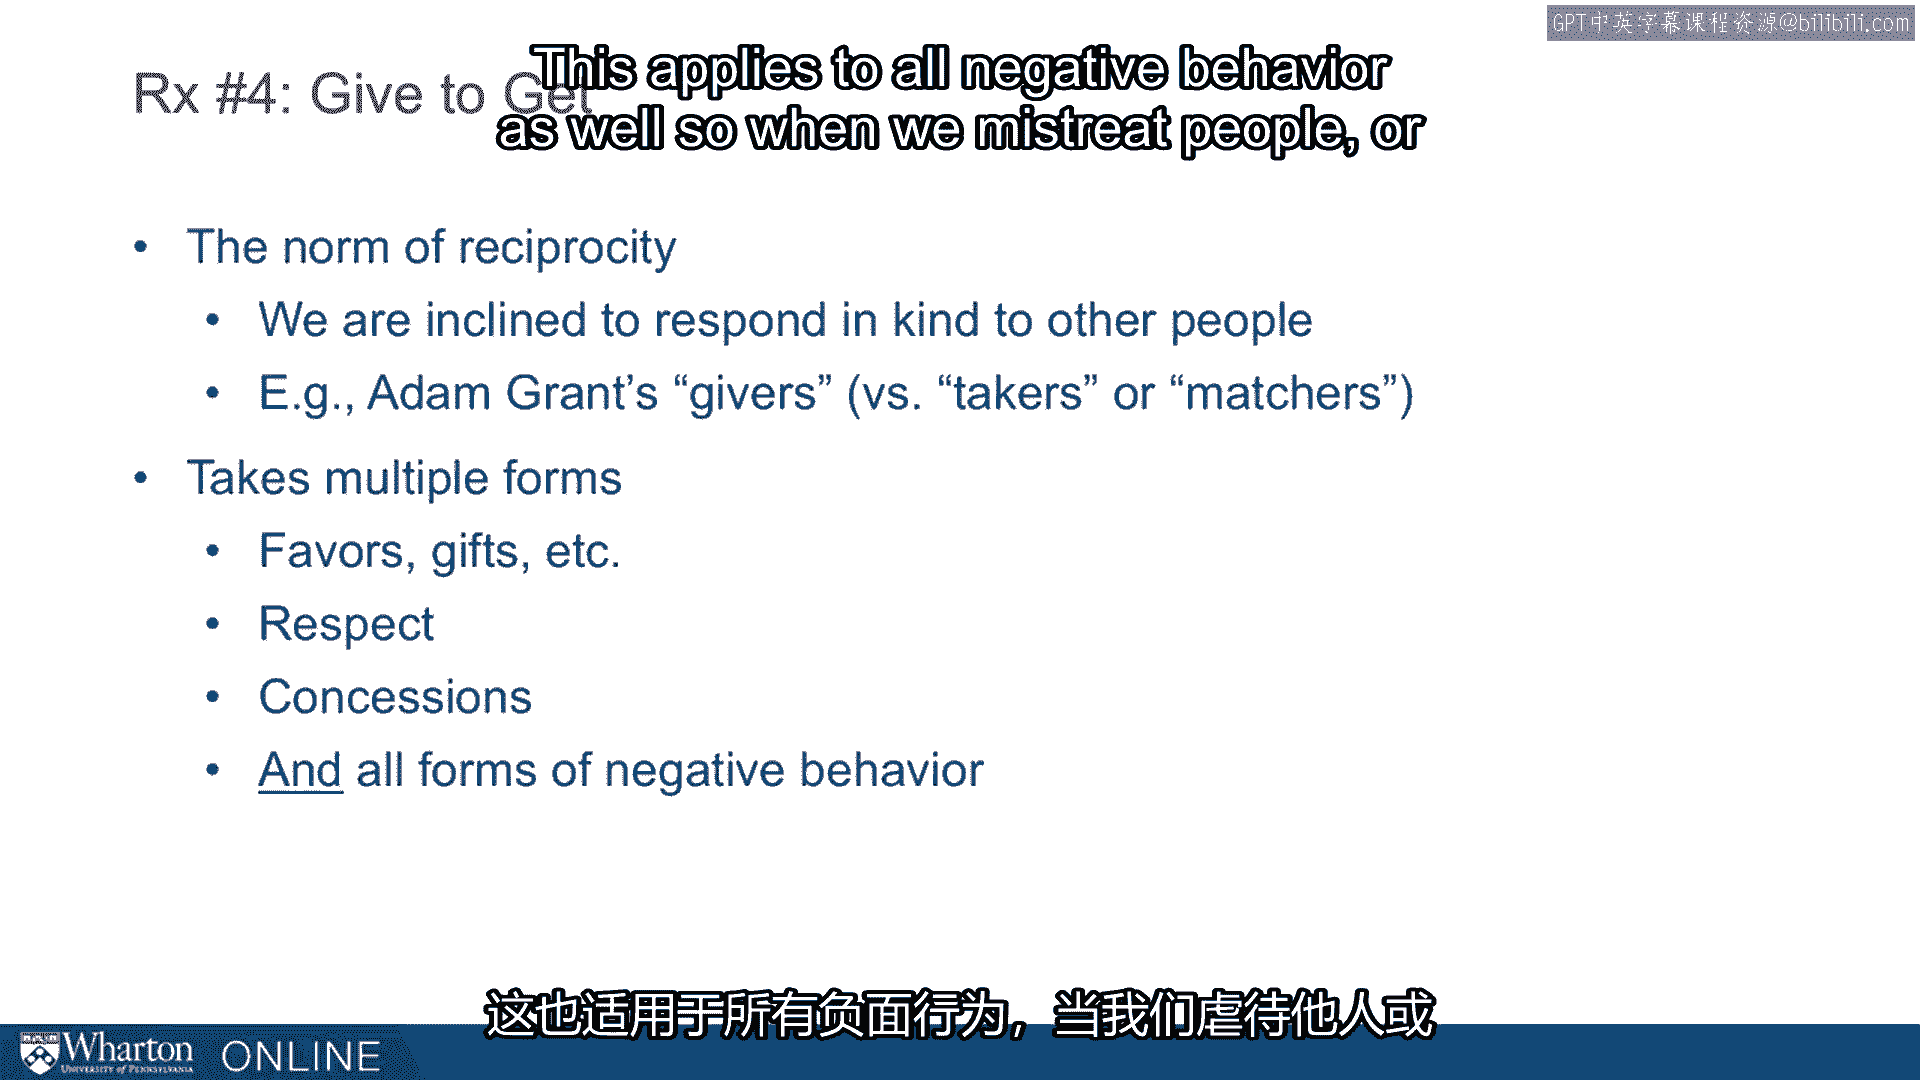 GPT中英字幕课程资源@bilibili.com
This applies to all negative behavior
as well so when we mistreat people, or
Rx #4: Give to Get
• The norm of reciprocity
• We are inclined to respond in kind to other people
• E.g., Adam Grant’s “givers” (vs. “takers” or “matchers”)
• Takes multiple forms
• Favors, gifts, etc.
• Respect
• Concessions
• And all forms of negative behavior
这也适用于所有负面行为，当我们虐待他人或
Wharton ONLINE
UNIVERSITY OF PENNSYLVANIA